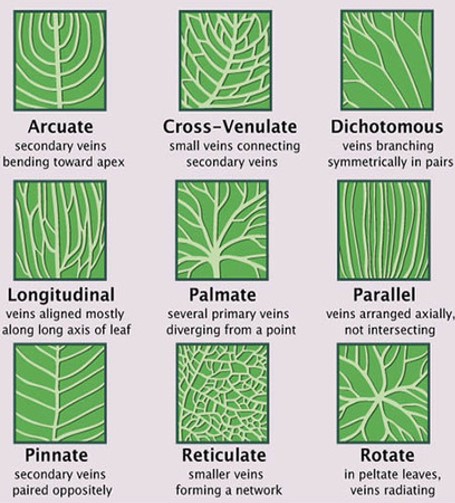 Arcuate
secondary veins
bending toward apex
Cross-Venulate
small veins connecting
secondary veins
Dichotomous
veins branching
symmetrically in pairs
Longitudinal
veins aligned mostly
along long axis of leaf
Palmate
several primary veins
diverging from a point
Parallel
veins arranged axially,
not intersecting
Pinnate
secondary veins
paired oppositely
Reticulate
smaller veins
forming a network
Rotate
in peltate leaves,
veins radiating